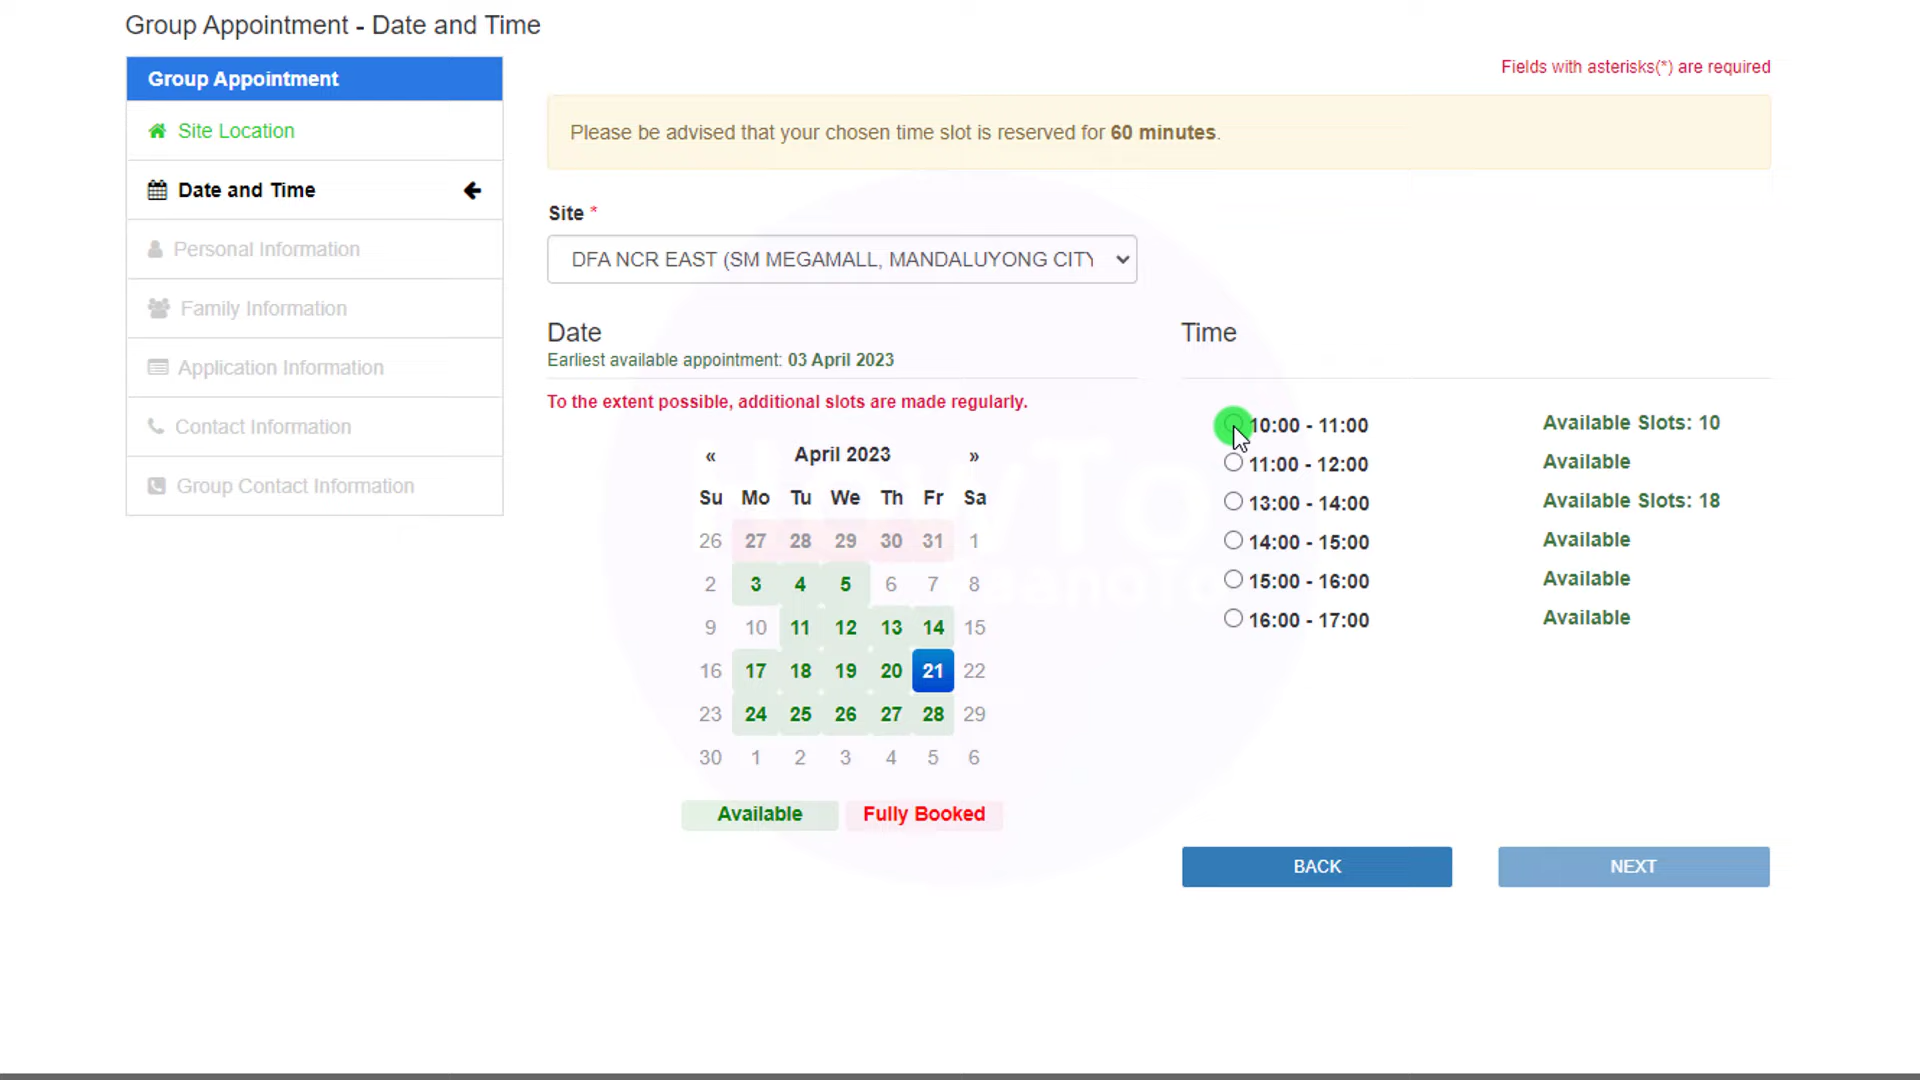 Group Appointment - Date and Time
Group Appointment
Site Location
Date and Time
Personal Information
Family Information
Application Information
Contact Information
Group Contact Information
Fields with asterisks(*) are required
Please be advised that your chosen time slot is reserved for 60 minutes.
Site *
DFA NCR EAST (SM MEGAMALL, MANDALUYONG CITY
Date
Earliest available appointment: 03 April 2023
To the extent possible, additional slots are made regularly.
« April 2023 »
Su Mo Tu We Th Fr Sa
26 27 28 29 30 31 1
2 3 4 5 6 7 8
9 10 11 12 13 14 15
16 17 18 19 20 21 22
23 24 25 26 27 28 29
30 1 2 3 4 5 6
Available Fully Booked
Time
10:00 - 11:00 Available Slots: 10
11:00 - 12:00 Available
13:00 - 14:00 Available Slots: 18
14:00 - 15:00 Available
15:00 - 16:00 Available
16:00 - 17:00 Available
BACK NEXT